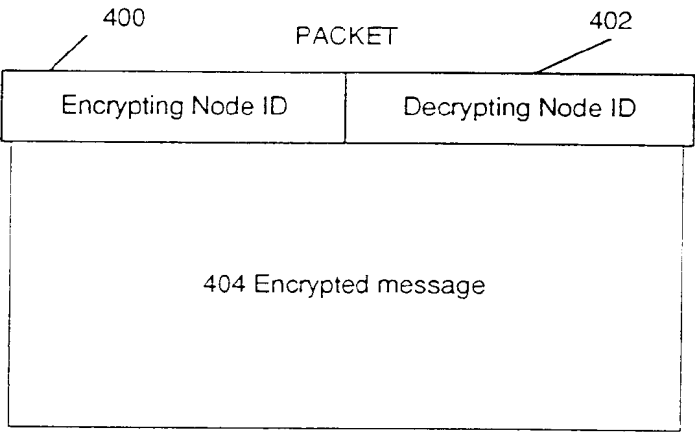 400
PACKET
402
Encrypting Node ID
Decrypting Node ID
404 Encrypted message